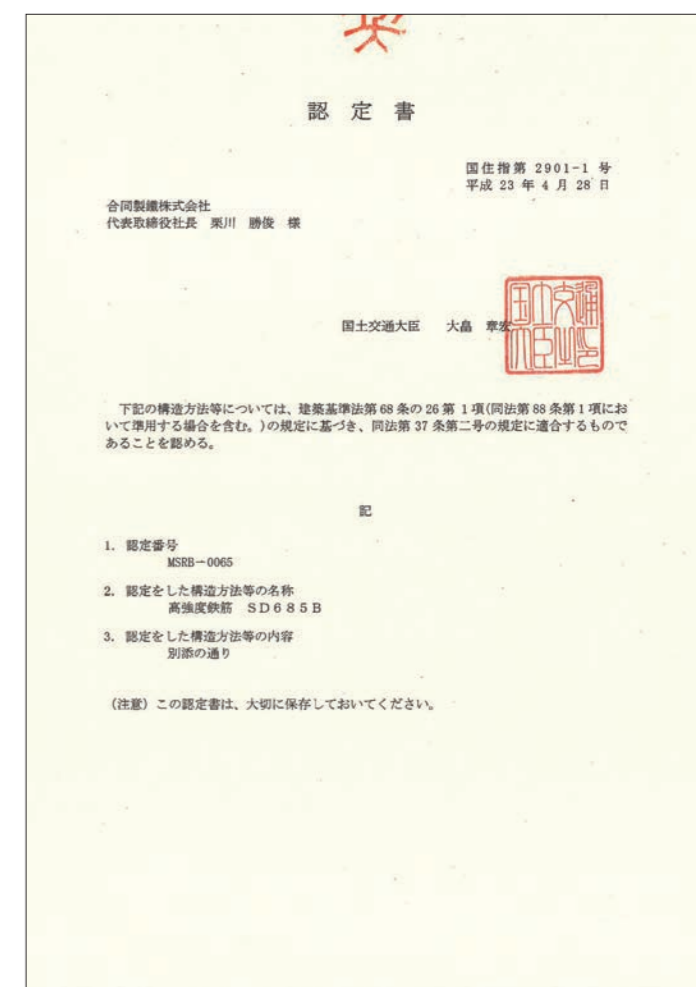 認定書
国住指第 2901-1 号
平成 23 年 4 月 28 日
合同製鐵株式会社
代表取締役社長 栗川 勝俊 様
国土交通大臣 大畠 章宏
国土交通大臣之印
下記の構造方法等については、建築基準法第 68 条の 26 第 1 項(同法第 88 条第 1 項にお
いて準用する場合を含む。)の規定に基づき、同法第 37 条第二号の規定に適合するもので
あることを認める。
記
1. 認定番号
MSRB-0065
2. 認定をした構造方法等の名称
高強度鉄筋 SD685B
3. 認定をした構造方法等の内容
別添の通り
(注意) この認定書は、大切に保存しておいてください。